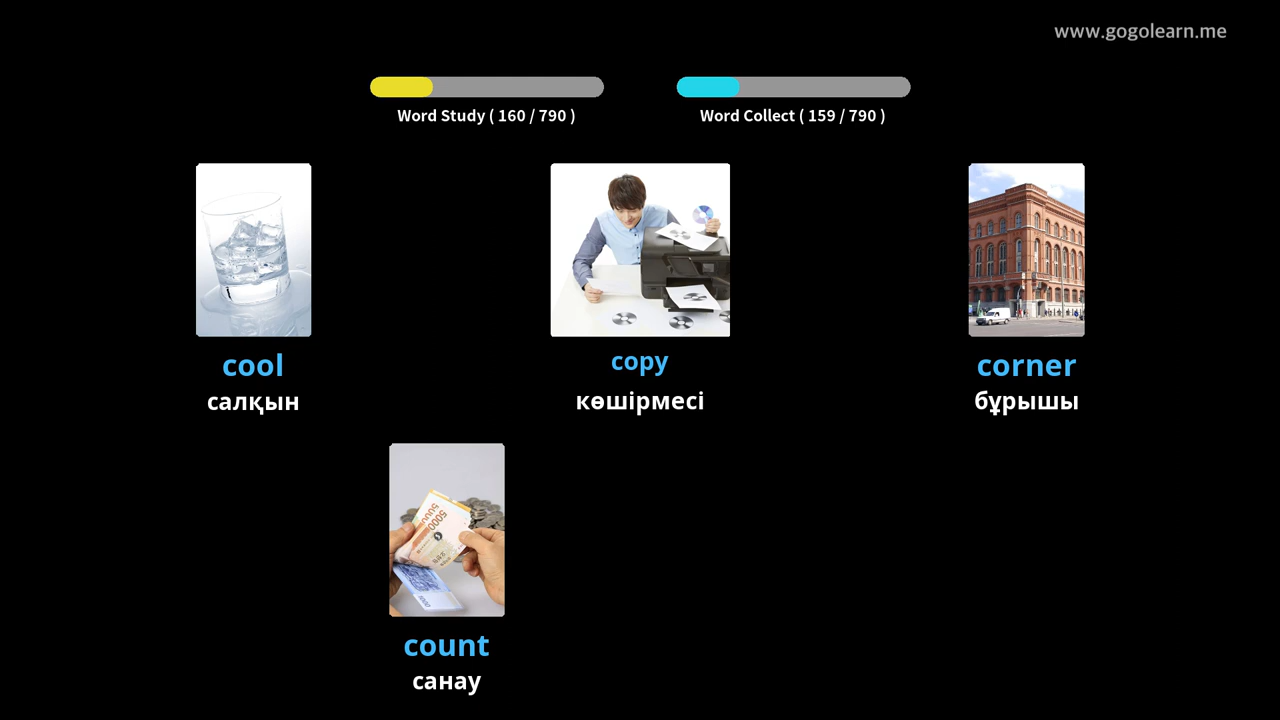 www.gogolearn.me
Word Study ( 160 / 790 )
Word Collect ( 159 / 790 )
cool
салқын
copy
көшірмесі
corner
бұрышы
5000
count
санау